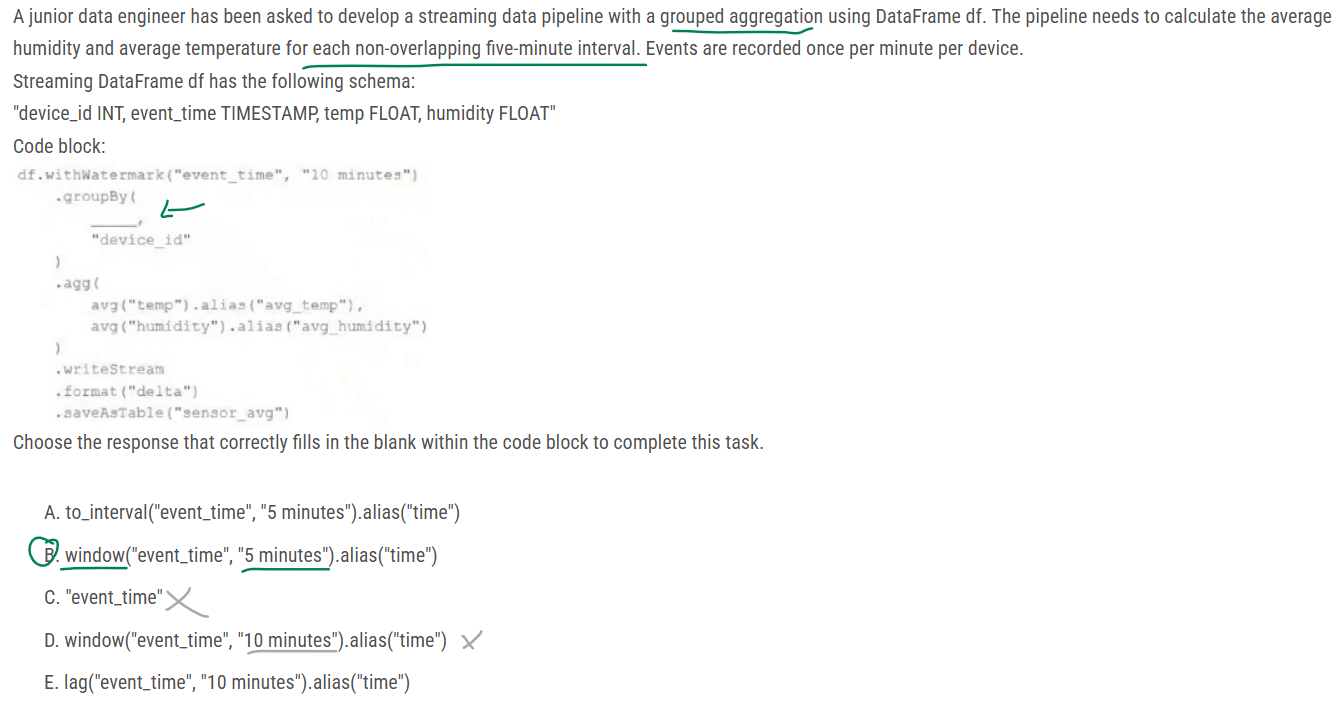 A junior data engineer has been asked to develop a streaming data pipeline with a grouped aggregation using DataFrame df. The pipeline needs to calculate the average
humidity and average temperature for each non-overlapping five-minute interval. Events are recorded once per minute per device.
Streaming DataFrame df has the following schema:
"device_id INT, event_time TIMESTAMP, temp FLOAT, humidity FLOAT"
Code block:
df.withWatermark("event_time", "10 minutes")
.groupBy(
_____,
"device_id"
)
.agg(
avg("temp").alias("avg_temp"),
avg("humidity").alias("avg_humidity")
)
.writeStream
.format("delta")
.saveAsTable("sensor_avg")
Choose the response that correctly fills in the blank within the code block to complete this task.
A. to_interval("event_time", "5 minutes").alias("time")
B. window("event_time", "5 minutes").alias("time")
C. "event_time"
D. window("event_time", "10 minutes").alias("time")
E. lag("event_time", "10 minutes").alias("time")